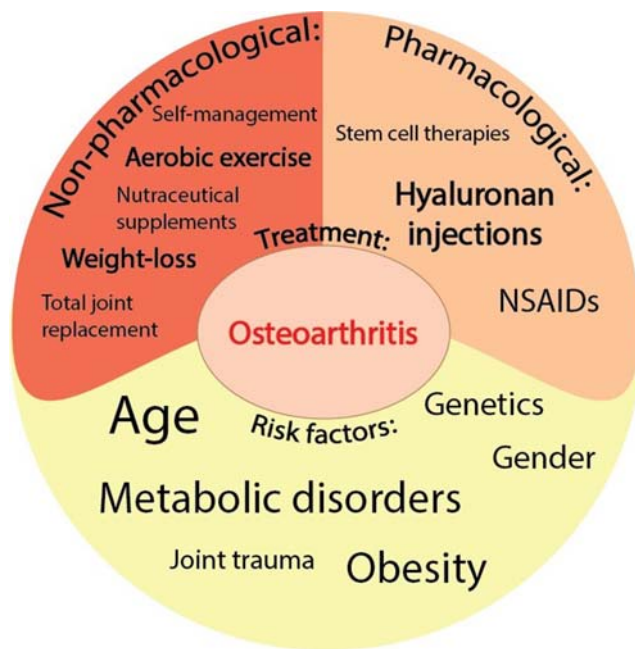 Non-pharmacological:
Self-management
Aerobic exercise
Nutraceutical
supplements
Weight-loss
Total joint
replacement
Pharmacological:
Stem cell therapies
Hyaluronan
injections
NSAIDs
Treatment:
Osteoarthritis
Risk factors:
Age
Genetics
Gender
Metabolic disorders
Joint trauma
Obesity